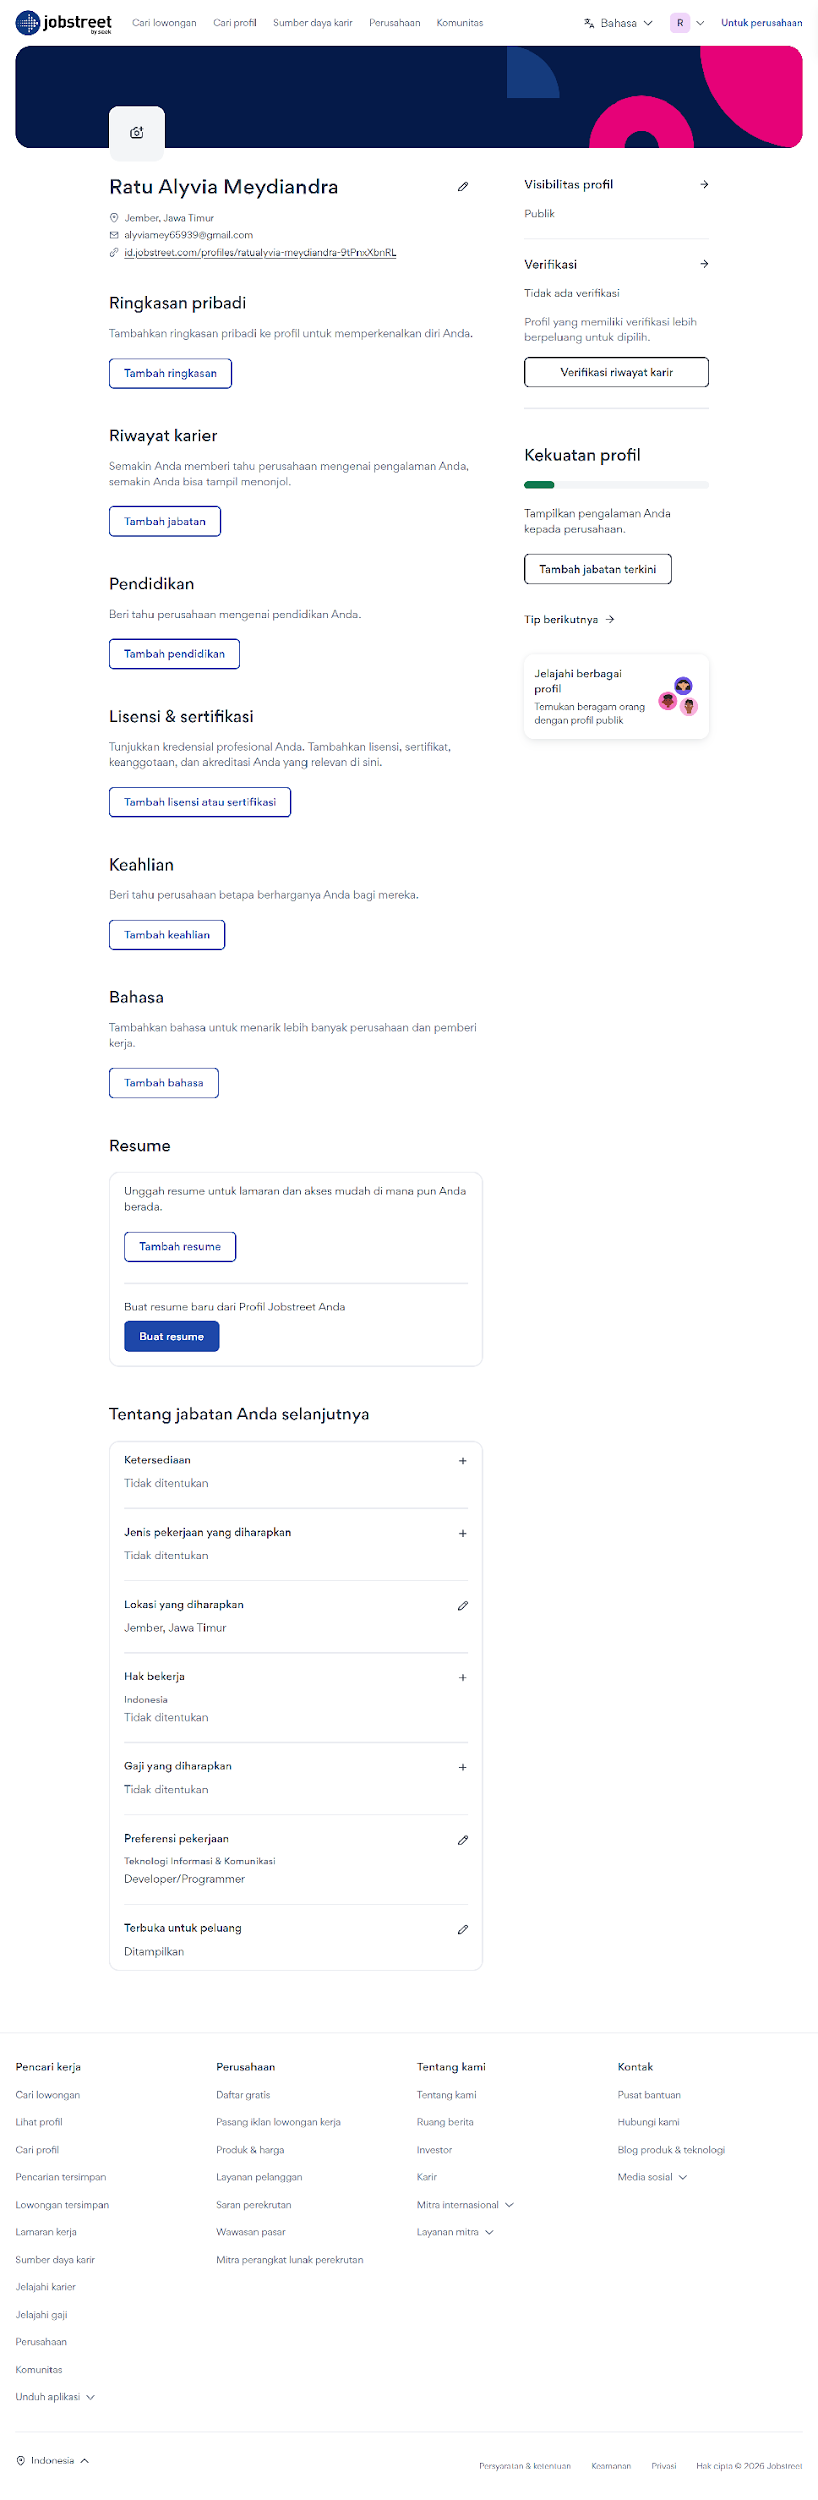 jobstreet
by seek
Cari lowongan
Cari profil
Sumber daya karir
Perusahaan
Komunitas
Bahasa
R
Untuk perusahaan
Ratu Alyvia Meydiandra
Jember, Jawa Timur
alyviamey65939@gmail.com
id.jobstreet.com/profiles/ratualyvia-meydiandra-9tPnxXbnRL
Ringkasan pribadi
Tambahkan ringkasan pribadi ke profil untuk memperkenalkan diri Anda.
Tambah ringkasan
Riwayat karier
Semakin Anda memberi tahu perusahaan mengenai pengalaman Anda,
semakin Anda bisa tampil menonjol.
Tambah jabatan
Pendidikan
Beri tahu perusahaan mengenai pendidikan Anda.
Tambah pendidikan
Lisensi & sertifikasi
Tunjukkan kredensial profesional Anda. Tambahkan lisensi, sertifikat,
keanggotaan, dan akreditasi Anda yang relevan di sini.
Tambah lisensi atau sertifikasi
Keahlian
Beri tahu perusahaan betapa berharganya Anda bagi mereka.
Tambah keahlian
Bahasa
Tambahkan bahasa untuk menarik lebih banyak perusahaan dan pemberi
kerja.
Tambah bahasa
Resume
Unggah resume untuk lamaran dan akses mudah di mana pun Anda
berada.
Tambah resume
Buat resume baru dari Profil Jobstreet Anda
Buat resume
Tentang jabatan Anda selanjutnya
Ketersediaan
Tidak ditentukan
Jenis pekerjaan yang diharapkan
Tidak ditentukan
Lokasi yang diharapkan
Jember, Jawa Timur
Hak bekerja
Indonesia
Tidak ditentukan
Gaji yang diharapkan
Tidak ditentukan
Preferensi pekerjaan
Teknologi Informasi & Komunikasi
Developer/Programmer
Terbuka untuk peluang
Ditampilkan
Visibilitas profil
Publik
Verifikasi
Tidak ada verifikasi
Profil yang memiliki verifikasi lebih
berpeluang untuk dipilih.
Verifikasi riwayat karir
Kekuatan profil
Tampilkan pengalaman Anda
kepada perusahaan.
Tambah jabatan terkini
Tip berikutnya
Jelajahi berbagai
profil
Temukan beragam orang
dengan profil publik
Pencari kerja
Cari lowongan
Lihat profil
Cari profil
Pencarian tersimpan
Lowongan tersimpan
Lamaran kerja
Sumber daya karir
Jelajahi karier
Jelajahi gaji
Perusahaan
Komunitas
Unduh aplikasi
Perusahaan
Daftar gratis
Pasang iklan lowongan kerja
Produk & harga
Layanan pelanggan
Saran perekrutan
Wawasan pasar
Mitra perangkat lunak perekrutan
Tentang kami
Tentang kami
Ruang berita
Investor
Karir
Mitra internasional
Layanan mitra
Kontak
Pusat bantuan
Hubungi kami
Blog produk & teknologi
Media sosial
Indonesia
Persyaratan & ketentuan
Keamanan
Privasi
Hak cipta © 2026 Jobstreet